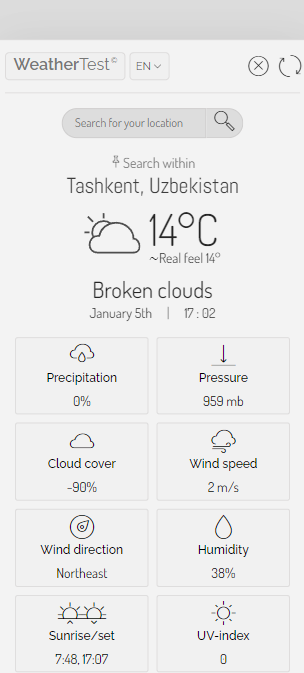 WeatherTest©
EN
Search for your location
Search within
Tashkent, Uzbekistan
14°C
~Real feel 14°
Broken clouds
January 5th | 17 : 02
Precipitation
0%
Pressure
959 mb
Cloud cover
~90%
Wind speed
2 m/s
Wind direction
Northeast
Humidity
38%
Sunrise/set
7:48, 17:07
UV-index
0